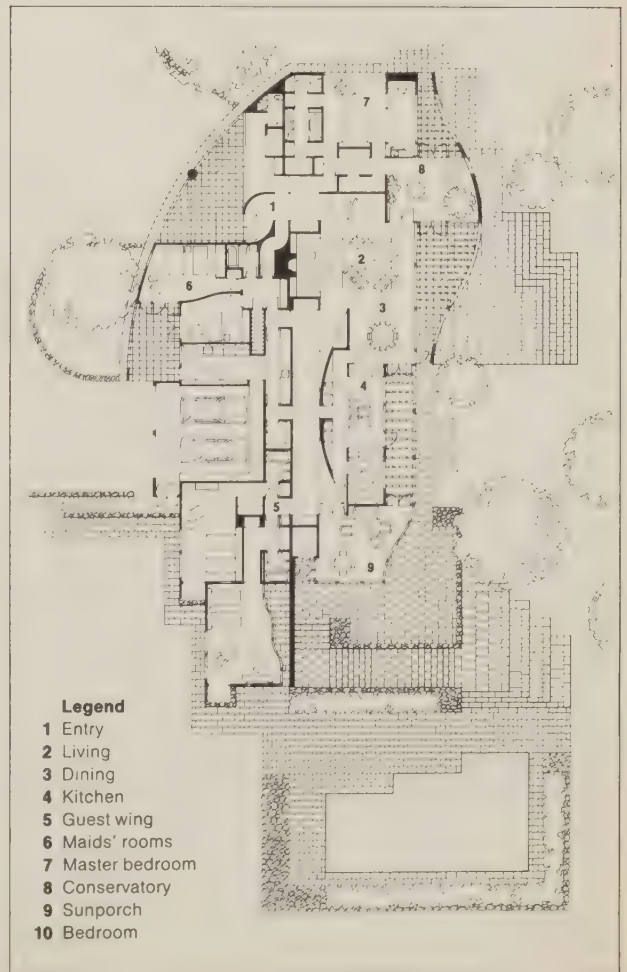 7
8
1
2
6
3
4
5
9
Legend
1 Entry
2 Living
3 Dining
4 Kitchen
5 Guest wing
6 Maids' rooms
7 Master bedroom
8 Conservatory
9 Sunporch
10 Bedroom